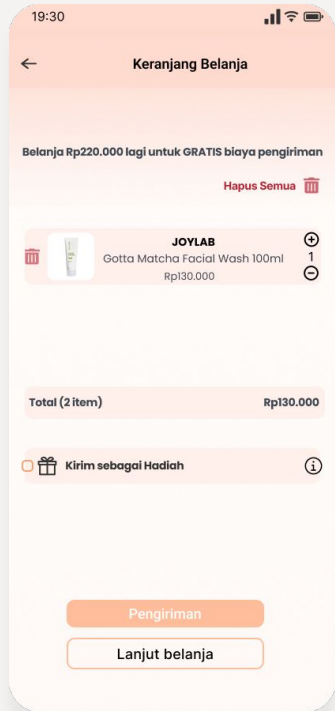 19:30
Keranjang Belanja
Belanja Rp220.000 lagi untuk GRATIS biaya pengiriman
Hapus Semua
JOYLAB
Gotta Matcha Facial Wash 100ml
1
Rp130.000
Total (2 item) Rp130.000
Kirim sebagai Hadiah
Pengiriman
Lanjut belanja